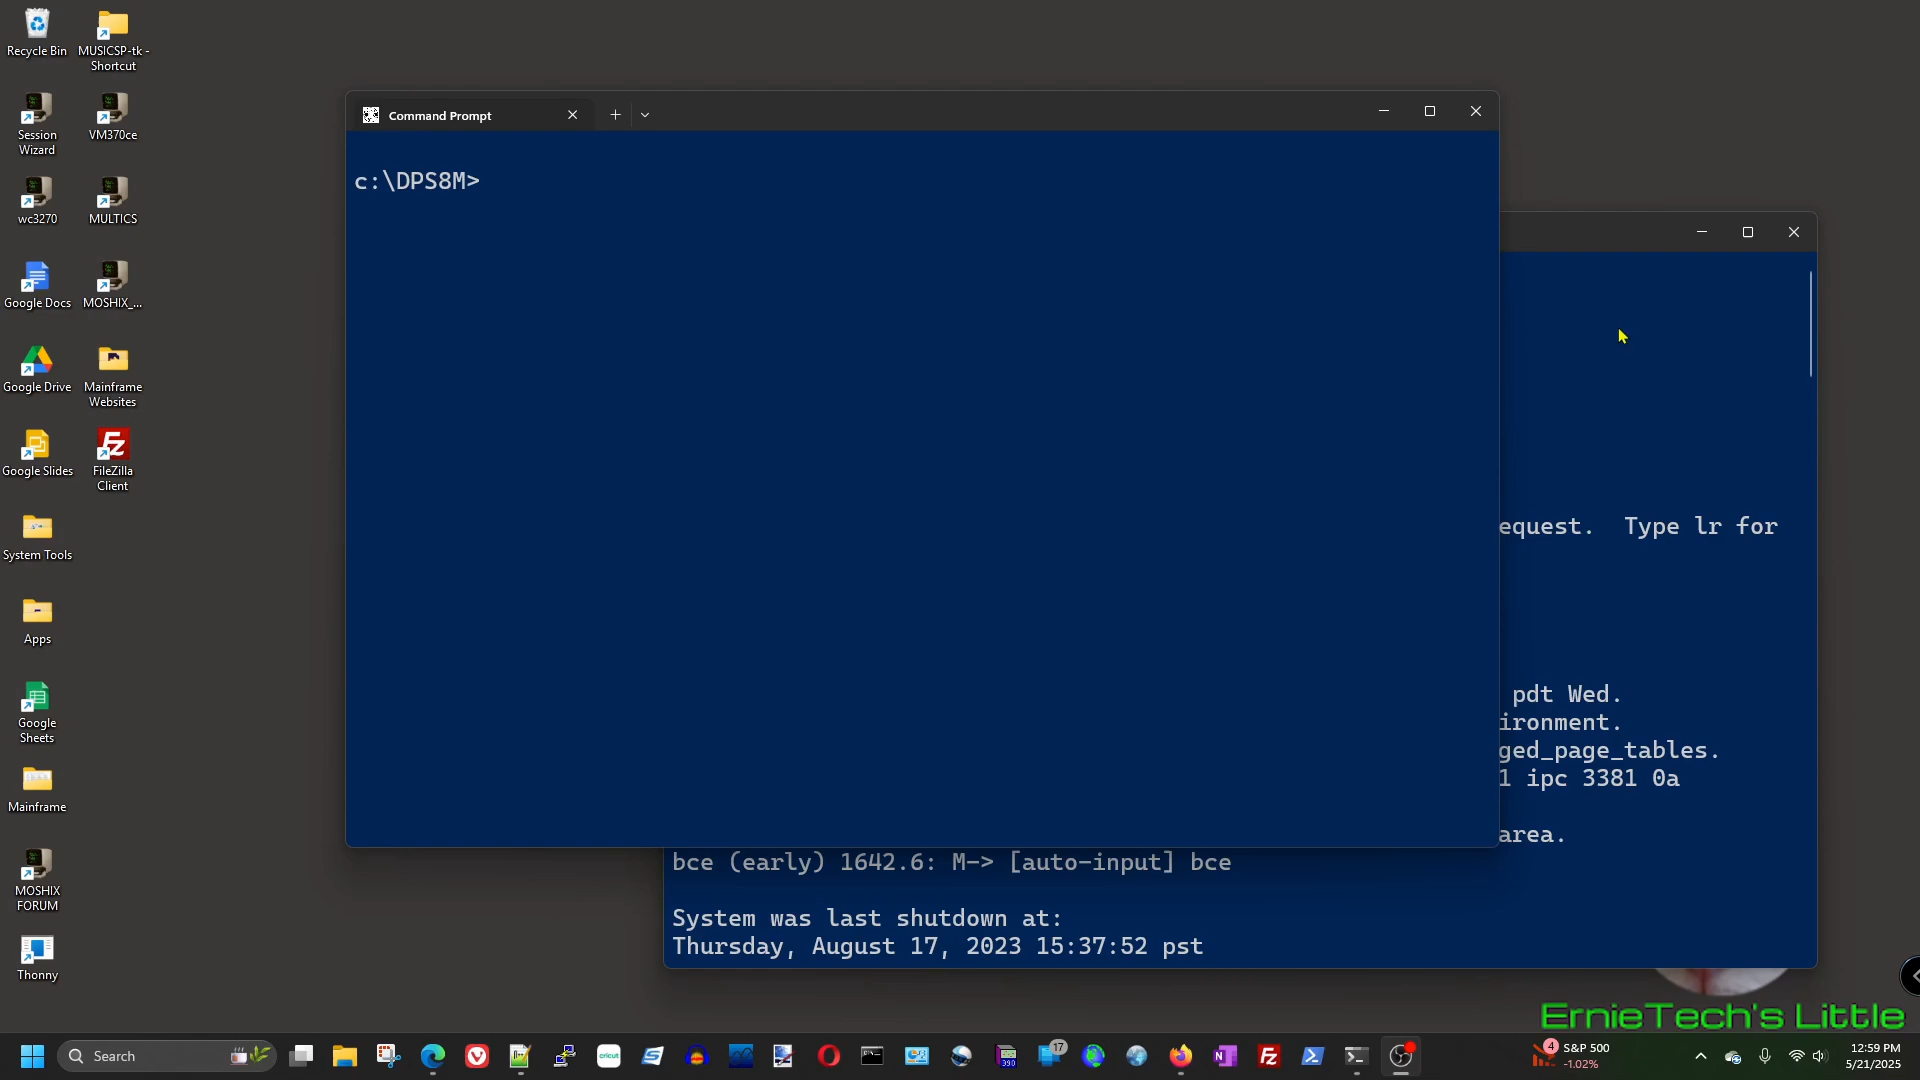 Recycle Bin
MUSICSP-tk -
Shortcut
Session
Wizard
VM370ce
wc3270
MULTICS
Google Docs
MOSHIX_...
Google Drive
Mainframe
Websites
Google Slides
FileZilla
Client
System Tools
Apps
Google
Sheets
Mainframe
MOSHIX
FORUM
Thonny
Command Prompt
c:\DPS8M>
equest.  Type lr for
pdt Wed.
ironment.
ged_page_tables.
1 ipc 3381 0a
area.
bce (early) 1642.6: M-> [auto-input] bce
System was last shutdown at:
Thursday, August 17, 2023 15:37:52 pst
ErnieTech's Little
Search
cricut
390
17
4
S&P 500
-1.02%
12:59 PM
5/21/2025